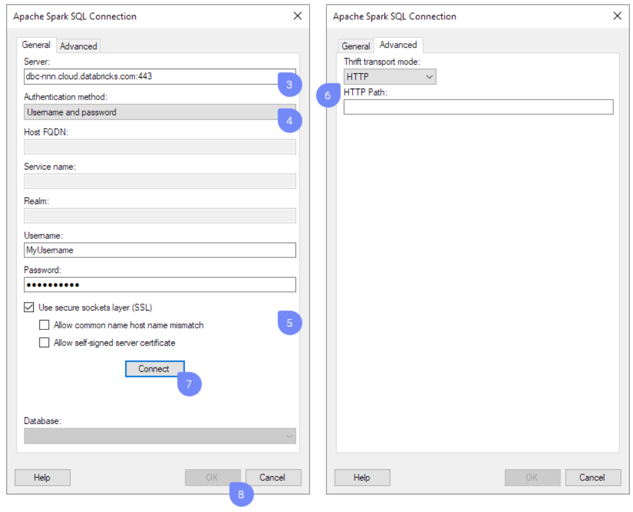 Apache Spark SQL Connection
General
Advanced
Server:
dbc-nnn.cloud.databricks.com:443
3
Authentication method:
Username and password
4
Host FQDN:
Service name:
Realm:
Username:
MyUsername
Password:
●●●●●●●●●●
Use secure sockets layer (SSL)
5
Allow common name host name mismatch
Allow self-signed server certificate
Connect
7
Database:
Help
OK
Cancel
8
Apache Spark SQL Connection
General
Advanced
Thrift transport mode:
HTTP
6
HTTP Path:
Help
OK
Cancel